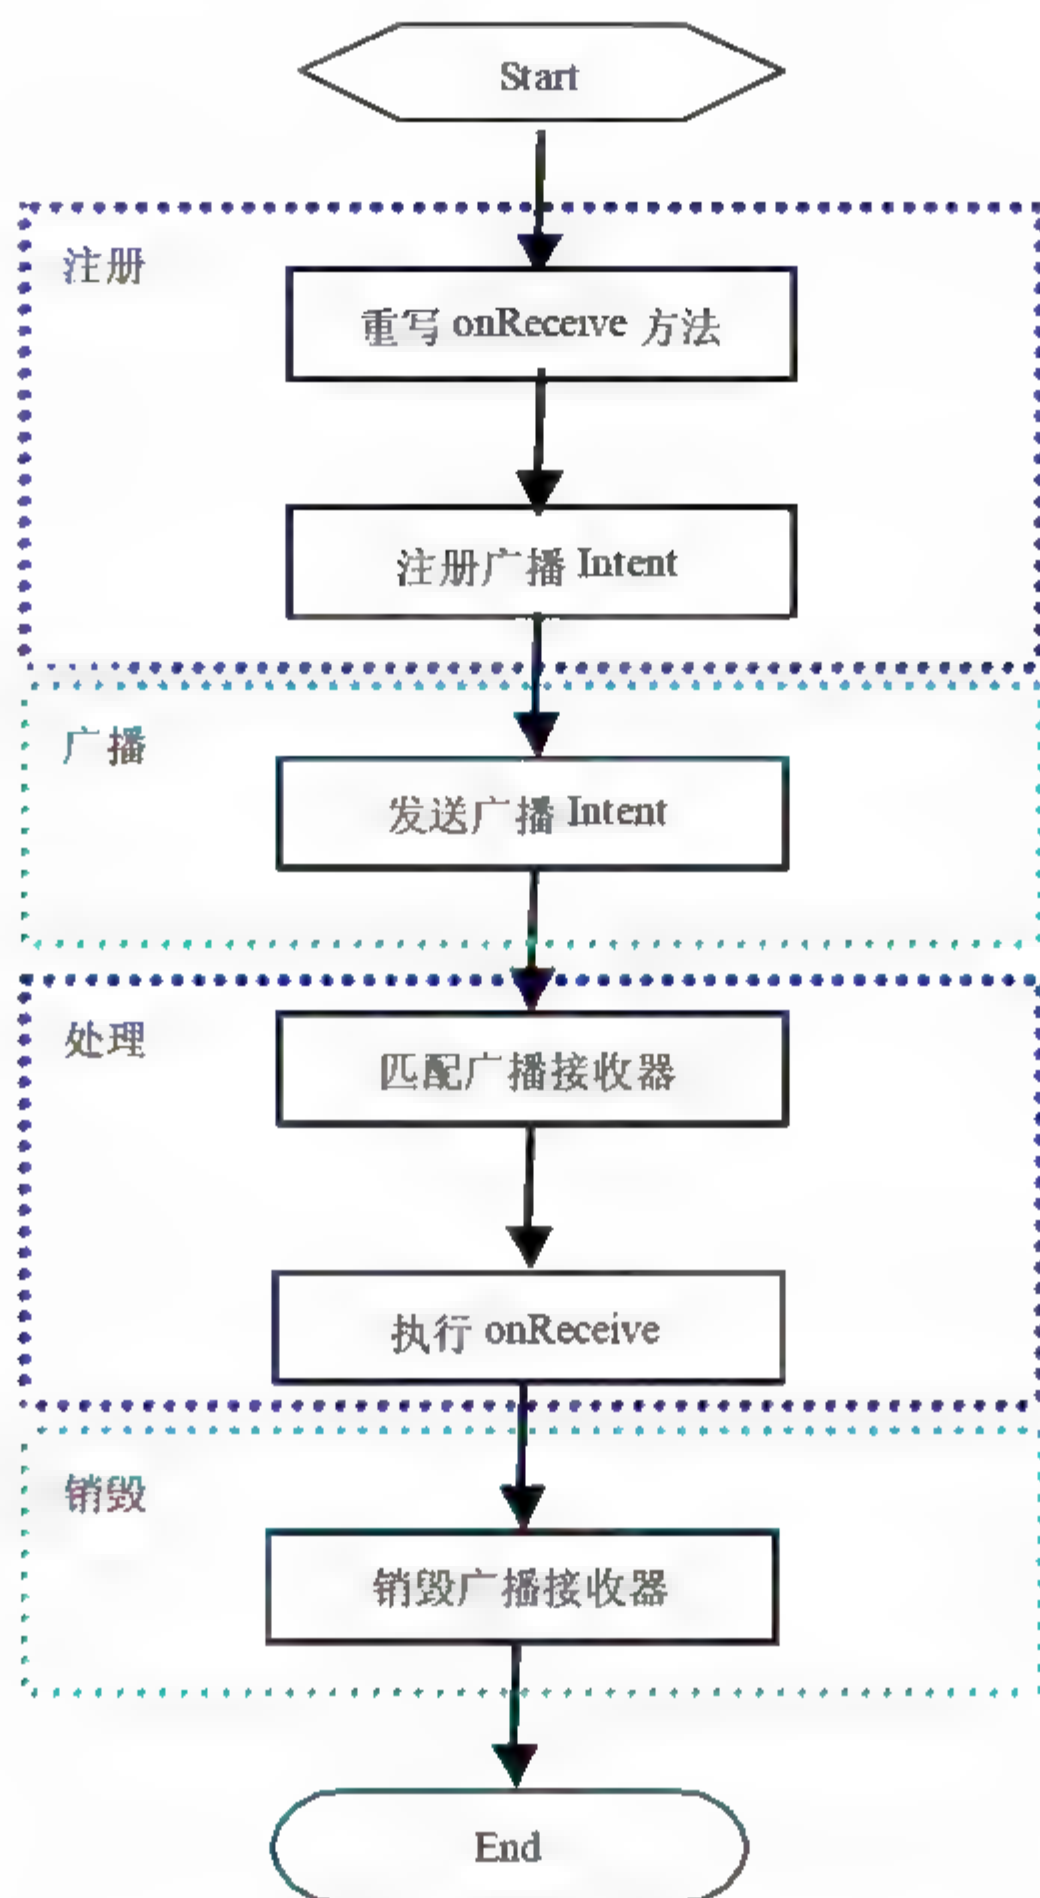 Start
注册
重写 onReceive 方法
注册广播 Intent
广播
发送广播 Intent
处理
匹配广播接收器
执行 onReceive
销毁
销毁广播接收器
End